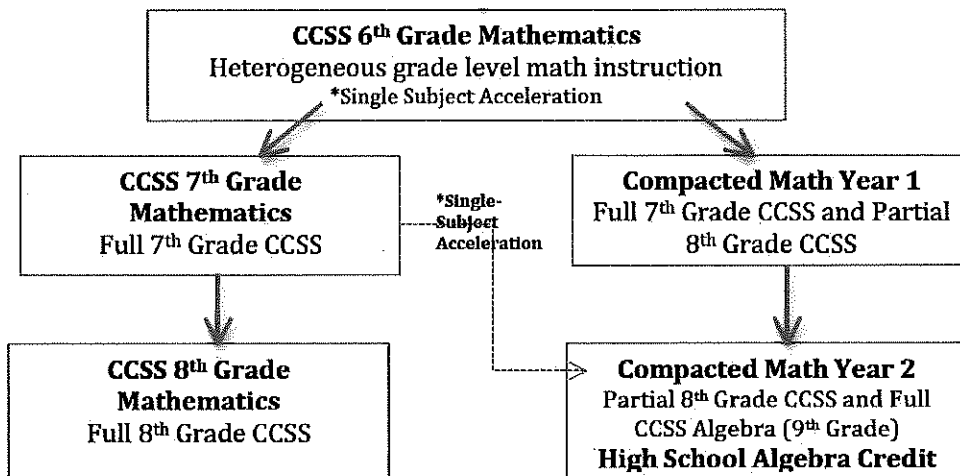 CCSS 6th Grade Mathematics
Heterogeneous grade level math instruction
*Single Subject Acceleration
CCSS 7th Grade
Mathematics
Full 7th Grade CCSS
*Single-
Subject
Acceleration
Compacted Math Year 1
Full 7th Grade CCSS and Partial
8th Grade CCSS
CCSS 8th Grade
Mathematics
Full 8th Grade CCSS
Compacted Math Year 2
Partial 8th Grade CCSS and Full
CCSS Algebra (9th Grade)
High School Algebra Credit